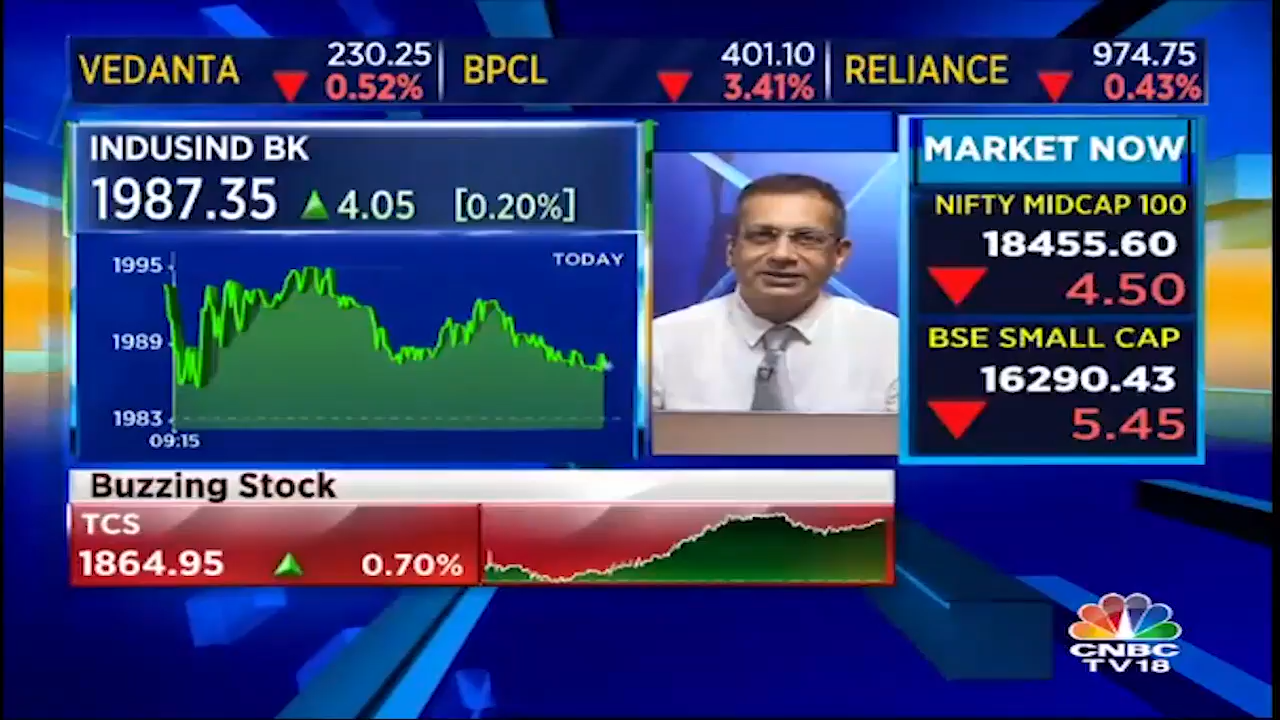 VEDANTA 230.25 0.52%
BPCL 401.10 3.41%
RELIANCE 974.75 0.43%
INDUSIND BK
1987.35 4.05 [0.20%]
TODAY
1995
1989
1983
09:15
MARKET NOW
NIFTY MIDCAP 100
18455.60
4.50
BSE SMALL CAP
16290.43
5.45
Buzzing Stock
TCS
1864.95 0.70%
CNBC
TV18